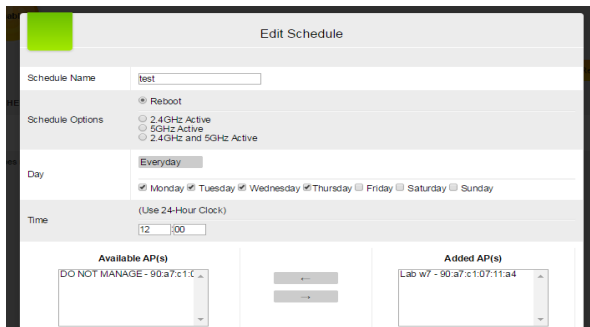 Edit Schedule
Schedule Name
test
Schedule Options
Reboot
2.4GHz Active
5GHz Active
2.4GHz and 5GHz Active
Day
Everyday
Monday Tuesday Wednesday Thursday Friday Saturday Sunday
Time
(Use 24-Hour Clock)
12 :00
Available AP(s)
Added AP(s)
DO NOT MANAGE - 90:a7:c1:0
← 
Lab w7 - 90:a7:c1:07:11:a4
→